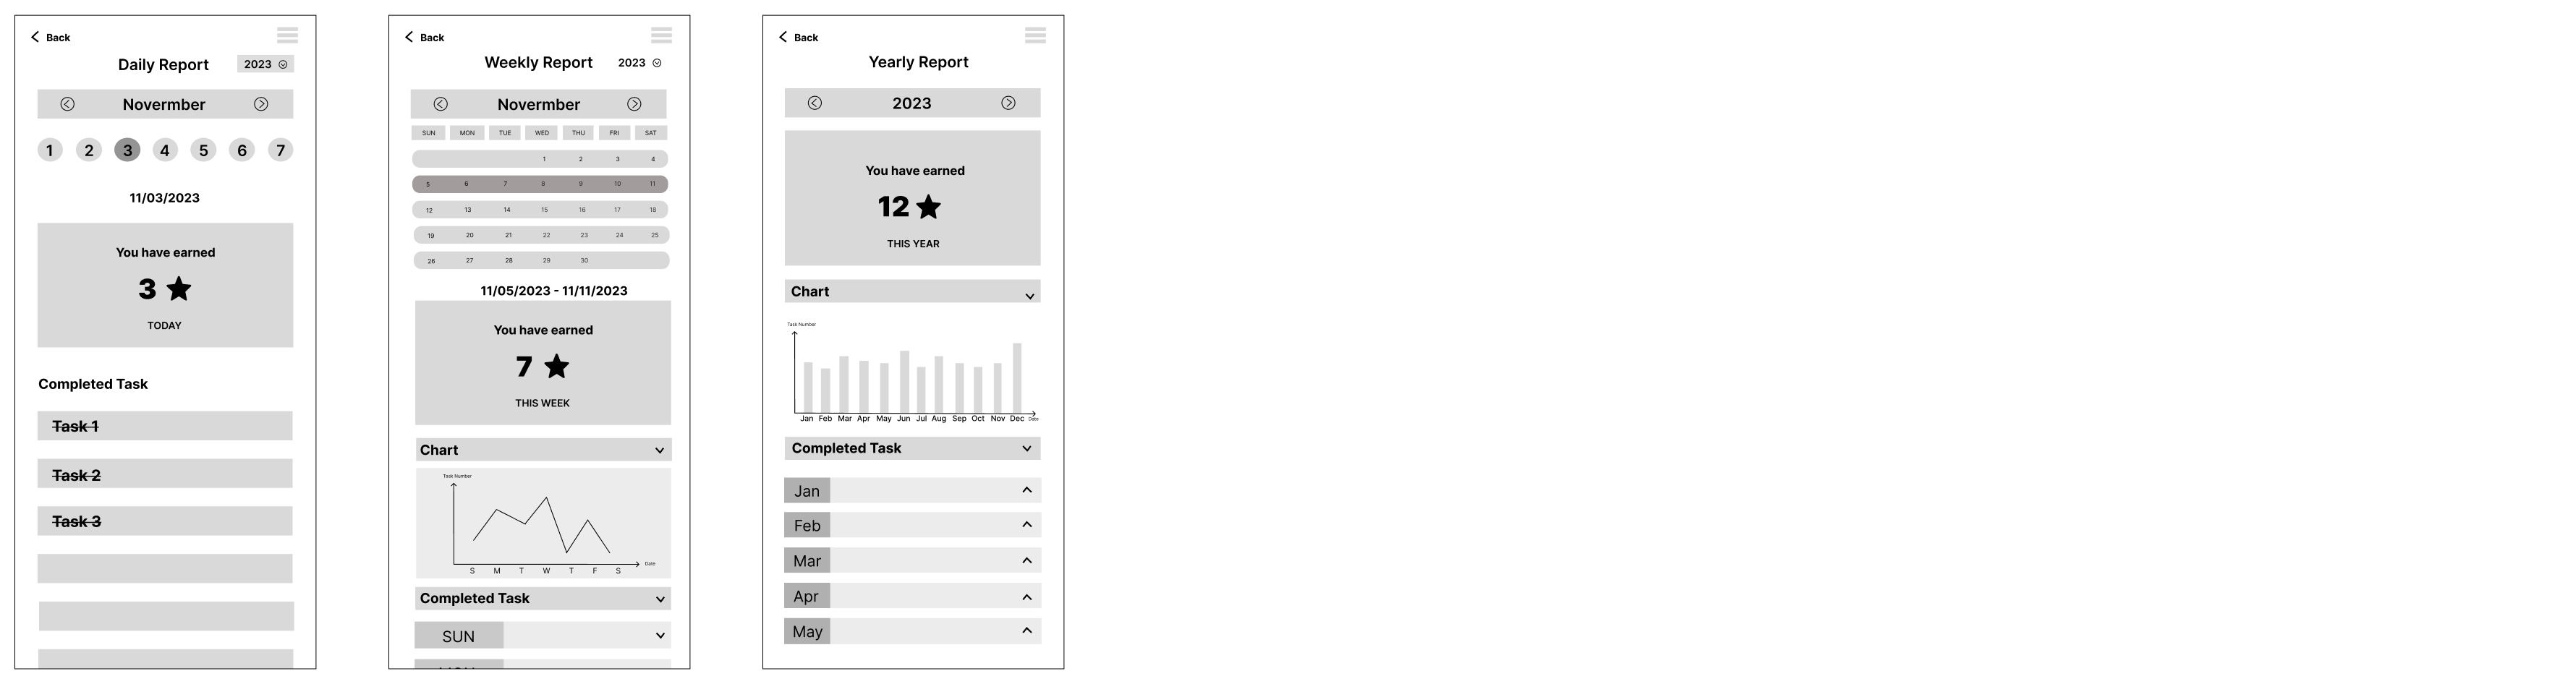 Back
Daily Report
2023
Novermber
1 2 3 4 5 6 7
11/03/2023
You have earned
3
TODAY
Completed Task
Task 1
Task 2
Task 3
Back
Weekly Report
2023
Novermber
SUN MON TUE WED THU FRI SAT
1 2 3 4
5 6 7 8 9 10 11
12 13 14 15 16 17 18
19 20 21 22 23 24 25
26 27 28 29 30
11/05/2023 - 11/11/2023
You have earned
7
THIS WEEK
Chart
Task Number
Date
S M T W T F S
Completed Task
SUN
Back
Yearly Report
2023
You have earned
12
THIS YEAR
Chart
Task Number
Jan Feb Mar Apr May Jun Jul Aug Sep Oct Nov Dec Date
Completed Task
Jan
Feb
Mar
Apr
May